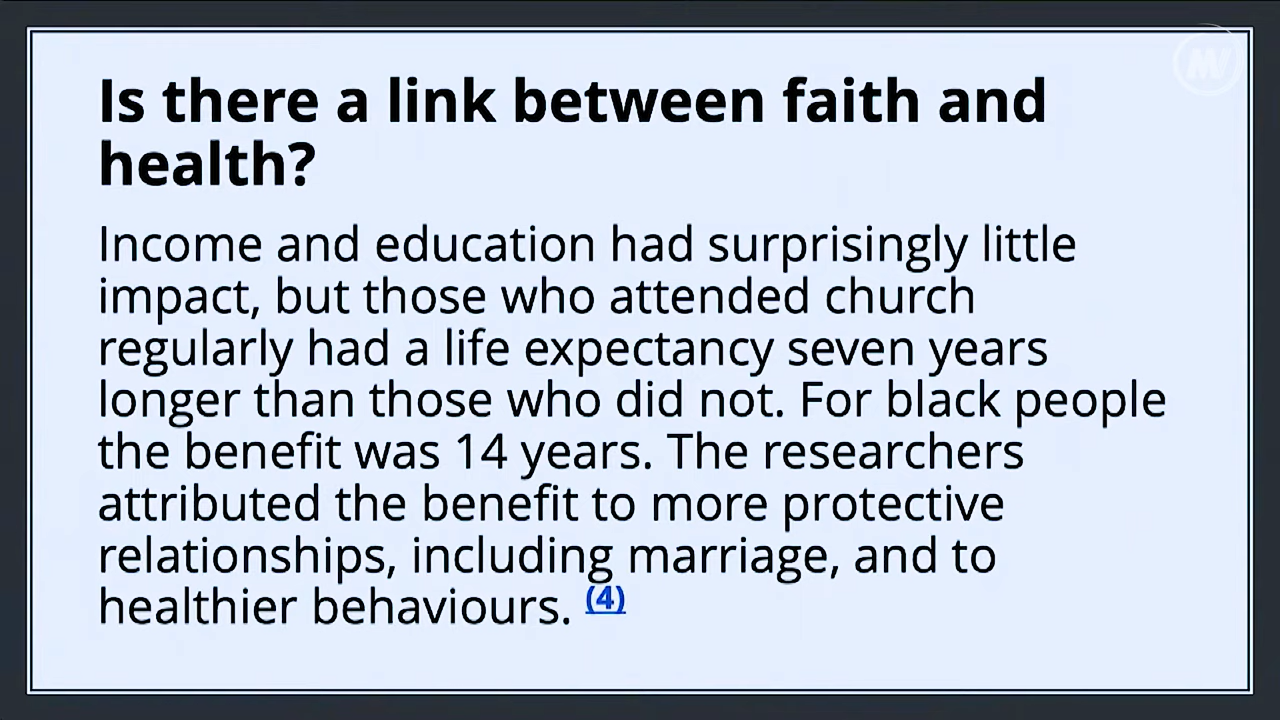 Is there a link between faith and
health?
Income and education had surprisingly little
impact, but those who attended church
regularly had a life expectancy seven years
longer than those who did not. For black people
the benefit was 14 years. The researchers
attributed the benefit to more protective
relationships, including marriage, and to
healthier behaviours. (4)